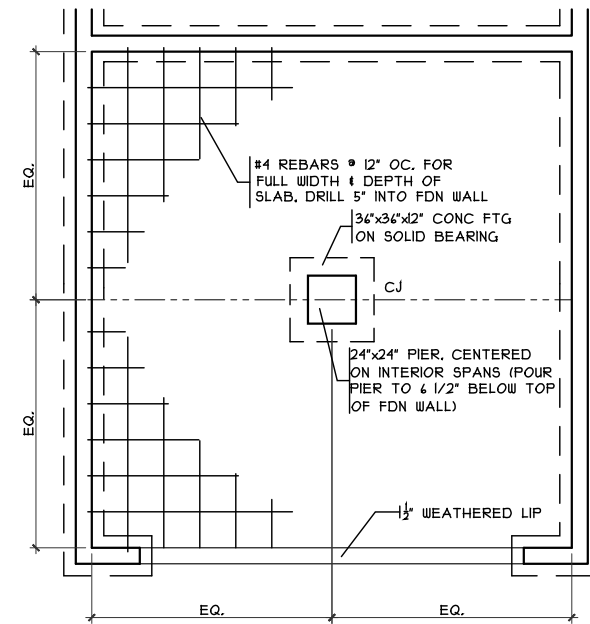 #4 REBARS @ 12" OC. FOR
FULL WIDTH & DEPTH OF
SLAB. DRILL 5" INTO FDN WALL
EQ.
36"x36"x12" CONC FTG
ON SOLID BEARING
CJ
24"x24" PIER. CENTERED
ON INTERIOR SPANS (POUR
PIER TO 6 1/2" BELOW TOP
OF FDN WALL)
EQ.
1/2" WEATHERED LIP
EQ.
EQ.